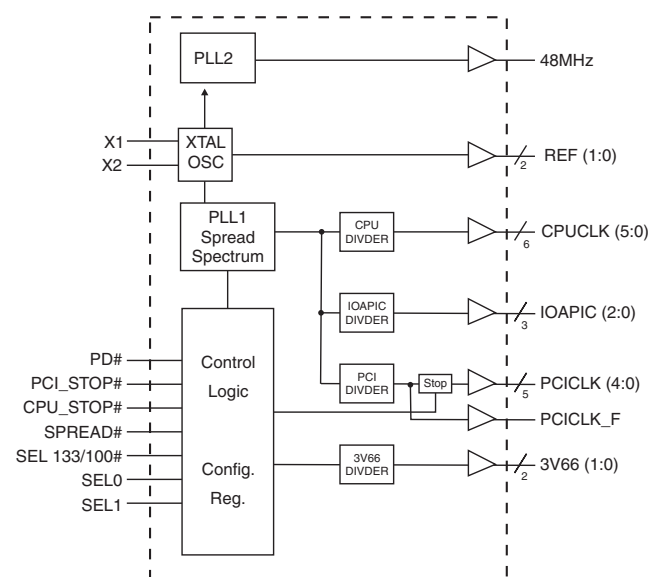 PLL2
48MHz
X1
X2
XTAL
OSC
2
REF (1:0)
PLL1
Spread
Spectrum
CPU
DIVDER
6
CPUCLK (5:0)
IOAPIC
DIVDER
3
IOAPIC (2:0)
PD#
PCI_STOP#
CPU_STOP#
SPREAD#
SEL 133/100#
SEL0
SEL1
Control
Logic
Config.
Reg.
PCI
DIVDER
Stop
5
PCICLK (4:0)
PCICLK_F
3V66
DIVDER
2
3V66 (1:0)